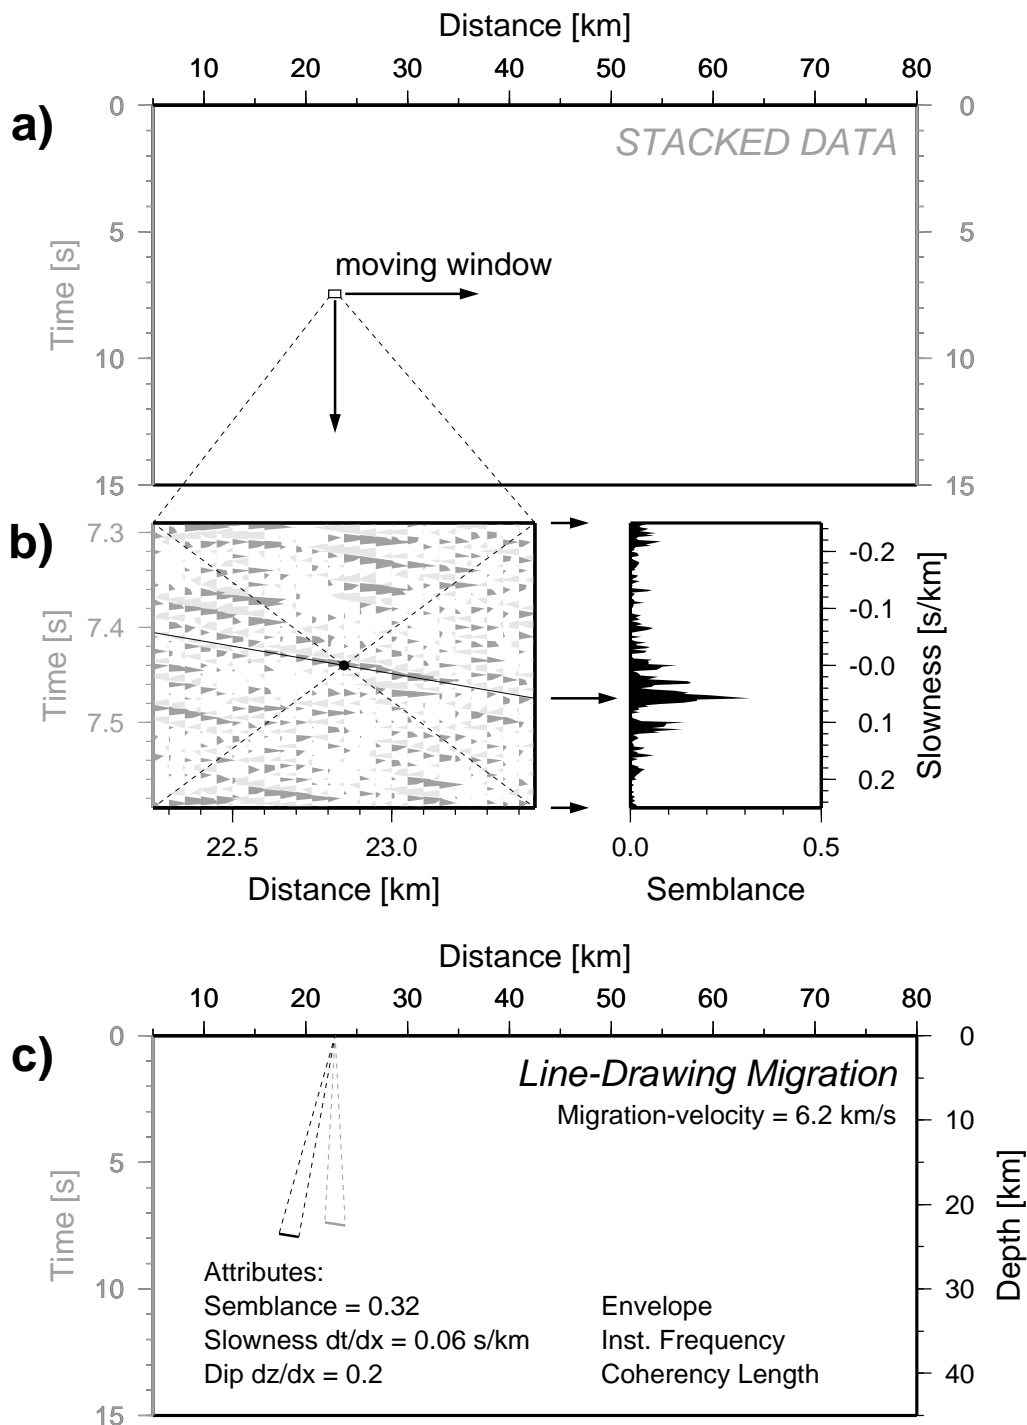 Distance [km]
10 20 30 40 50 60 70 80
a)
0 0
STACKED DATA
5 5
Time [s]
moving window
10 10
15 15
b)
7.3
7.4
7.5
Time [s]
22.5 23.0
Distance [km]
-0.2
-0.1
-0.0
0.1
0.2
Slowness [s/km]
0.0 0.5
Semblance
Distance [km]
10 20 30 40 50 60 70 80
c)
0 0
Line-Drawing Migration
Migration-velocity = 6.2 km/s
10
5
Time [s]
20
Depth [km]
Attributes:
10 30
Semblance = 0.32 Envelope
Slowness dt/dx = 0.06 s/km Inst. Frequency
Dip dz/dx = 0.2 Coherency Length
40
15